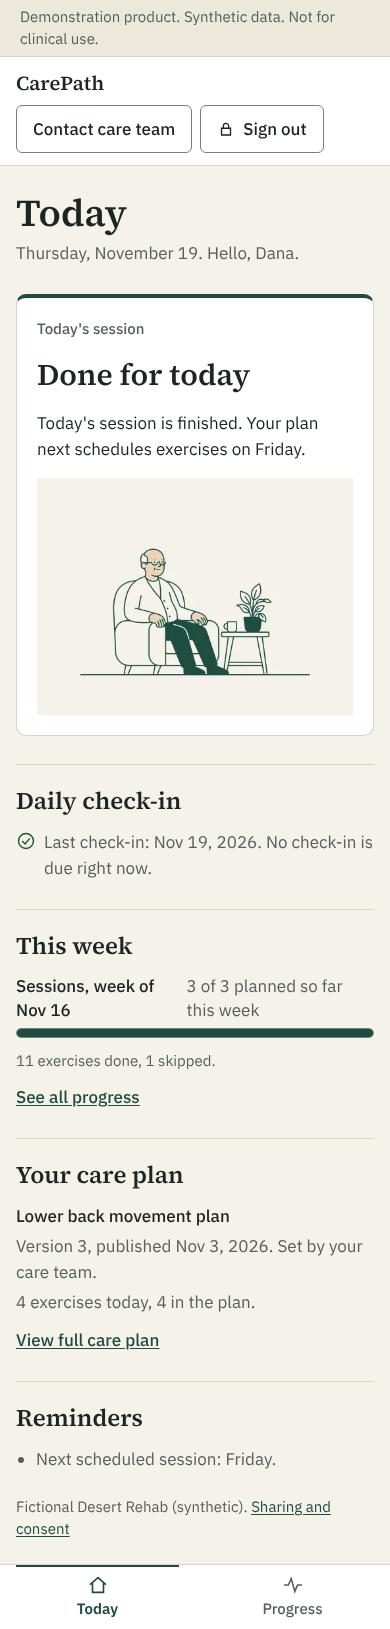 Demonstration product. Synthetic data. Not for
clinical use.
CarePath
Contact care team
Sign out
Today
Thursday, November 19. Hello, Dana.
Today's session
Done for today
Today's session is finished. Your plan
next schedules exercises on Friday.
Daily check-in
Last check-in: Nov 19, 2026. No check-in is
due right now.
This week
Sessions, week of
Nov 16
3 of 3 planned so far
this week
11 exercises done, 1 skipped.
See all progress
Your care plan
Lower back movement plan
Version 3, published Nov 3, 2026. Set by your
care team.
4 exercises today, 4 in the plan.
View full care plan
Reminders
Next scheduled session: Friday.
Fictional Desert Rehab (synthetic). Sharing and
consent
Today
Progress